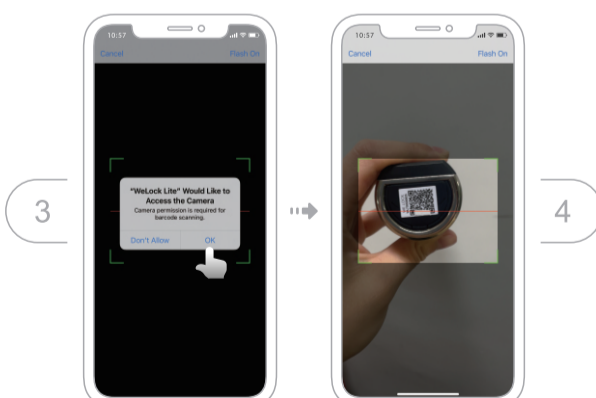 10:57
Cancel Flash On
"WeLock Lite" Would Like to
Access the Camera
Camera permission is required for
barcode scanning.
Don't Allow OK
3
10:57
Cancel Flash On
4